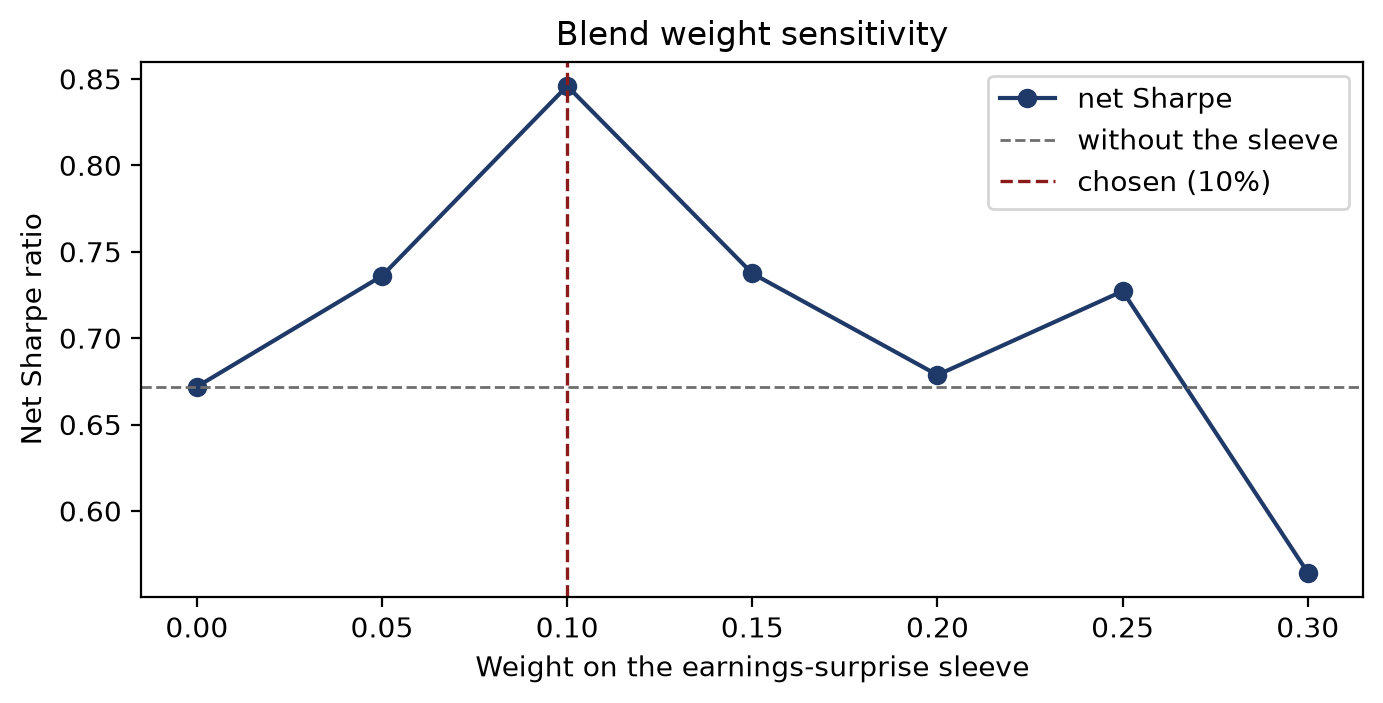 Blend weight sensitivity
0.85
0.80
0.75
0.70
0.65
0.60
Net Sharpe ratio
net Sharpe
without the sleeve
chosen (10%)
0.00 0.05 0.10 0.15 0.20 0.25 0.30
Weight on the earnings-surprise sleeve